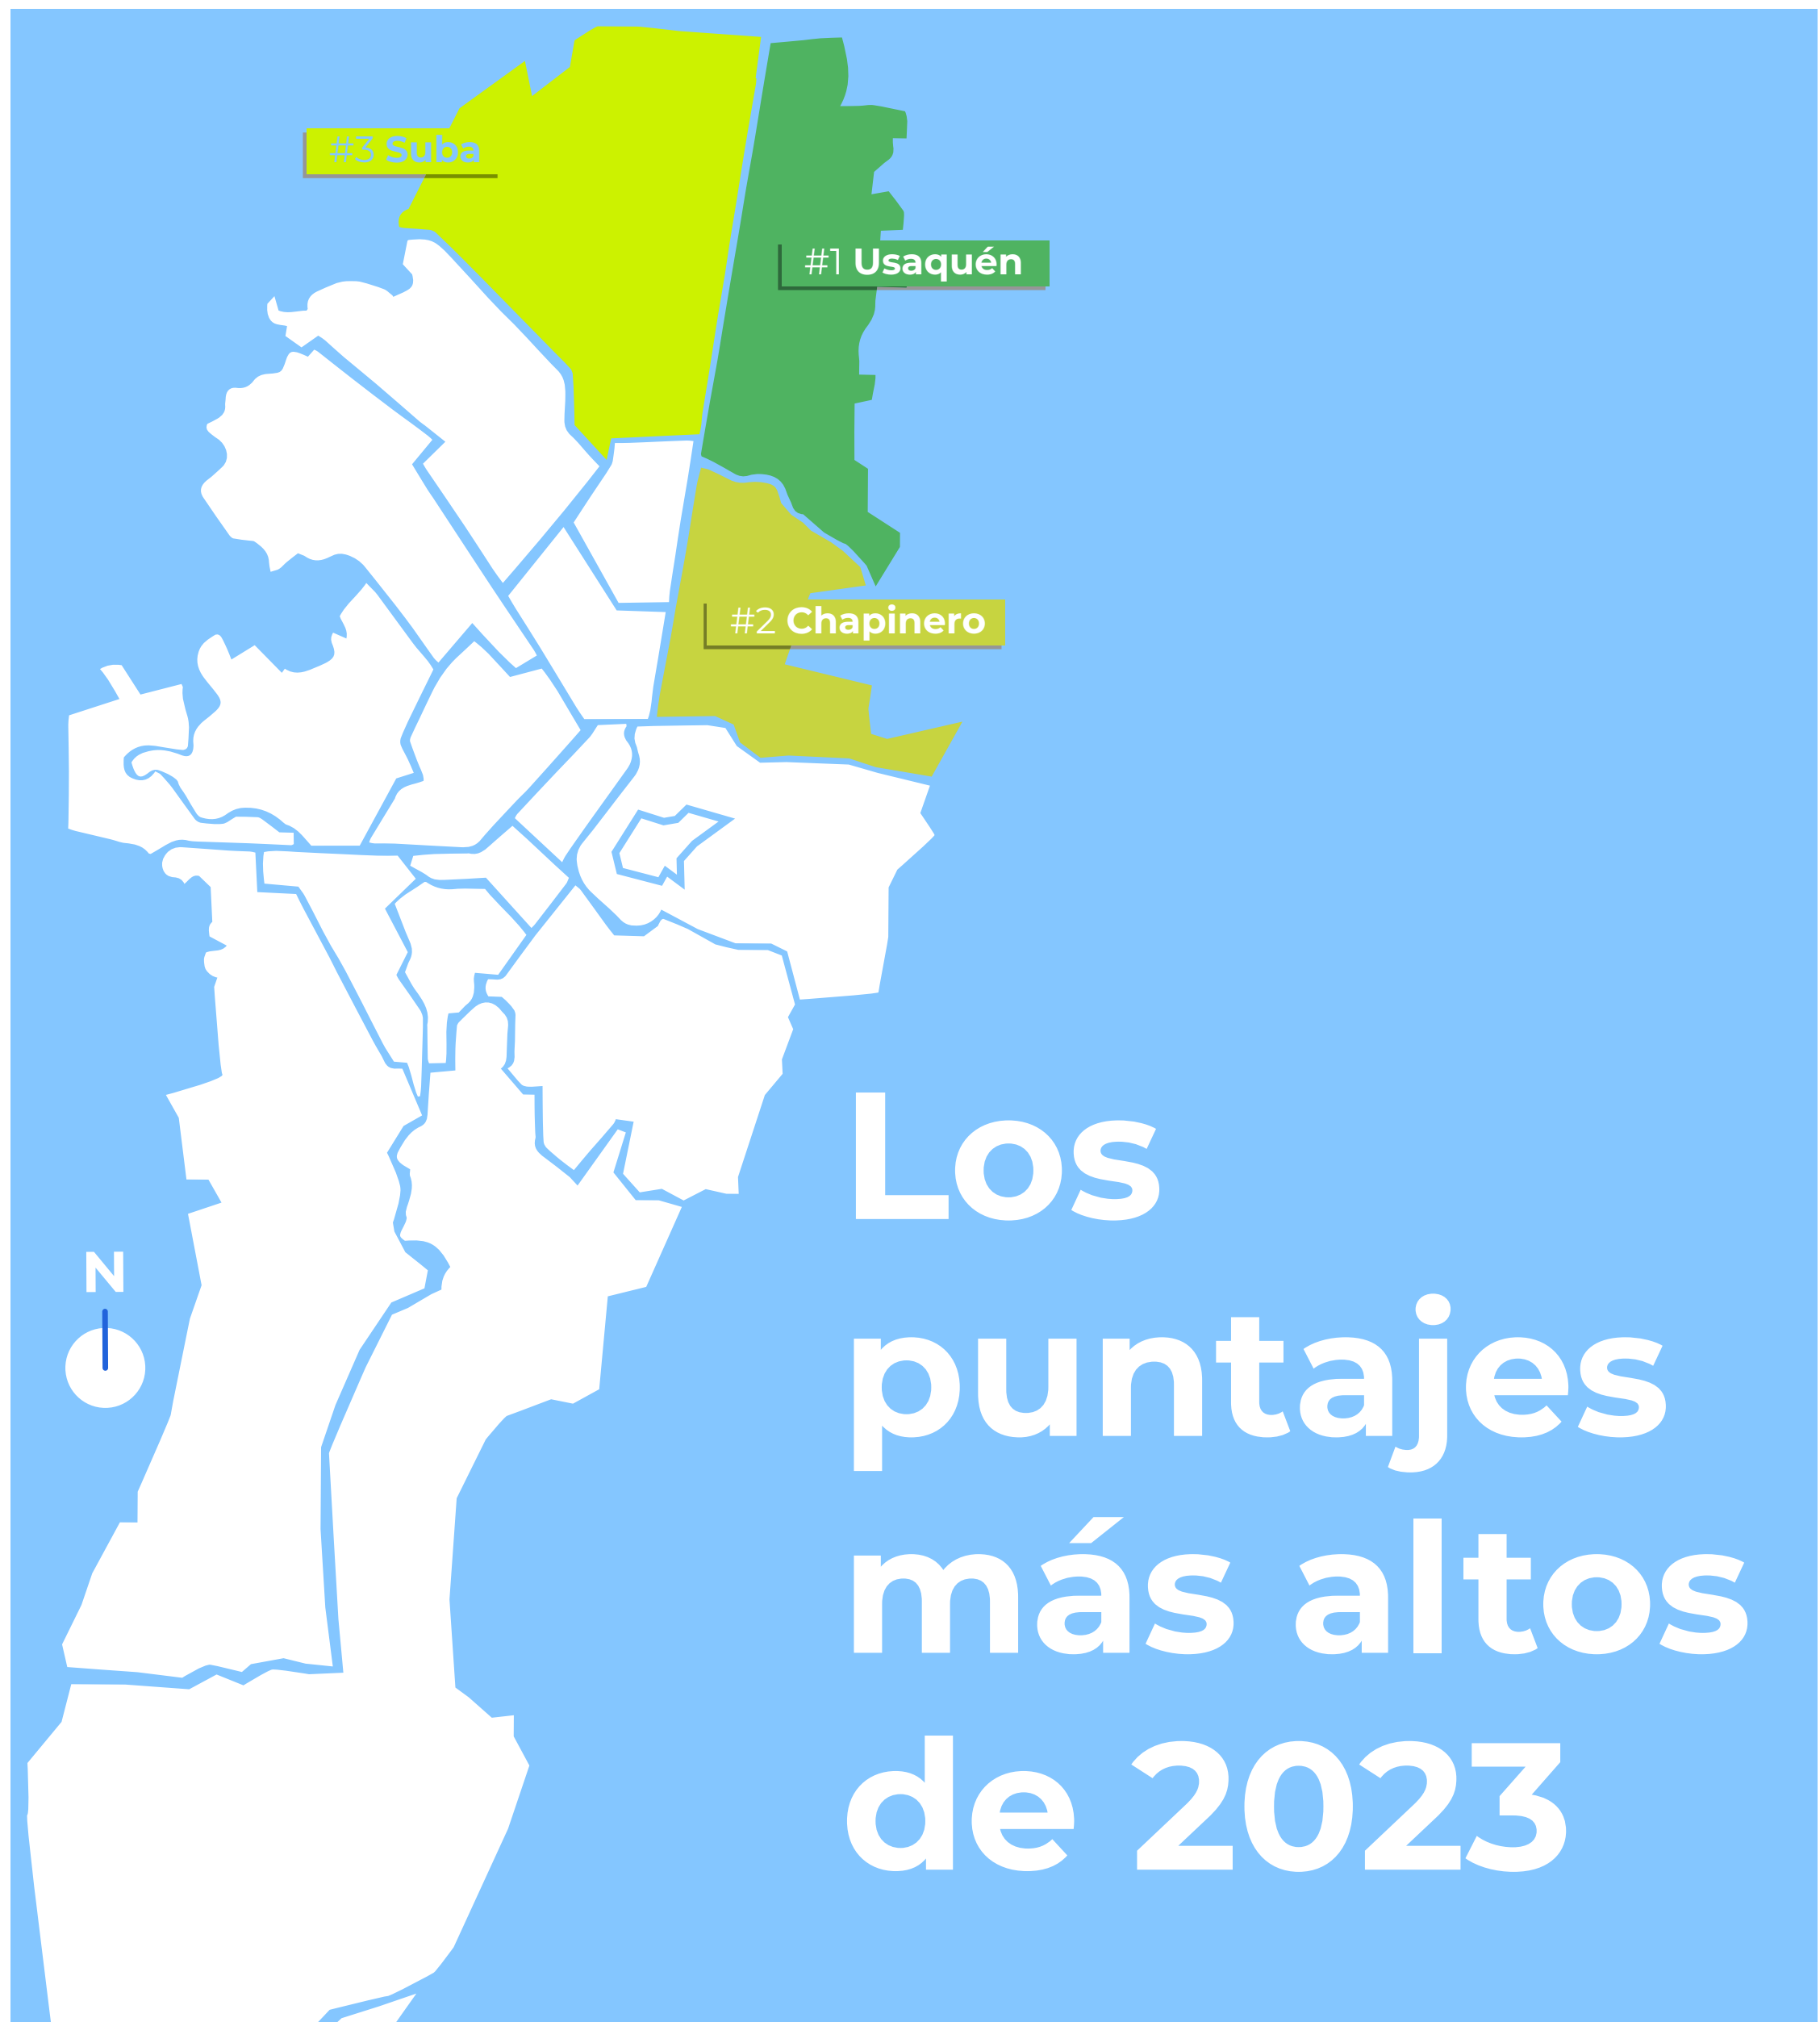 #3 Suba
#1 Usaquén
#2 Chapinero
Los
puntajes
más altos
de 2023
N